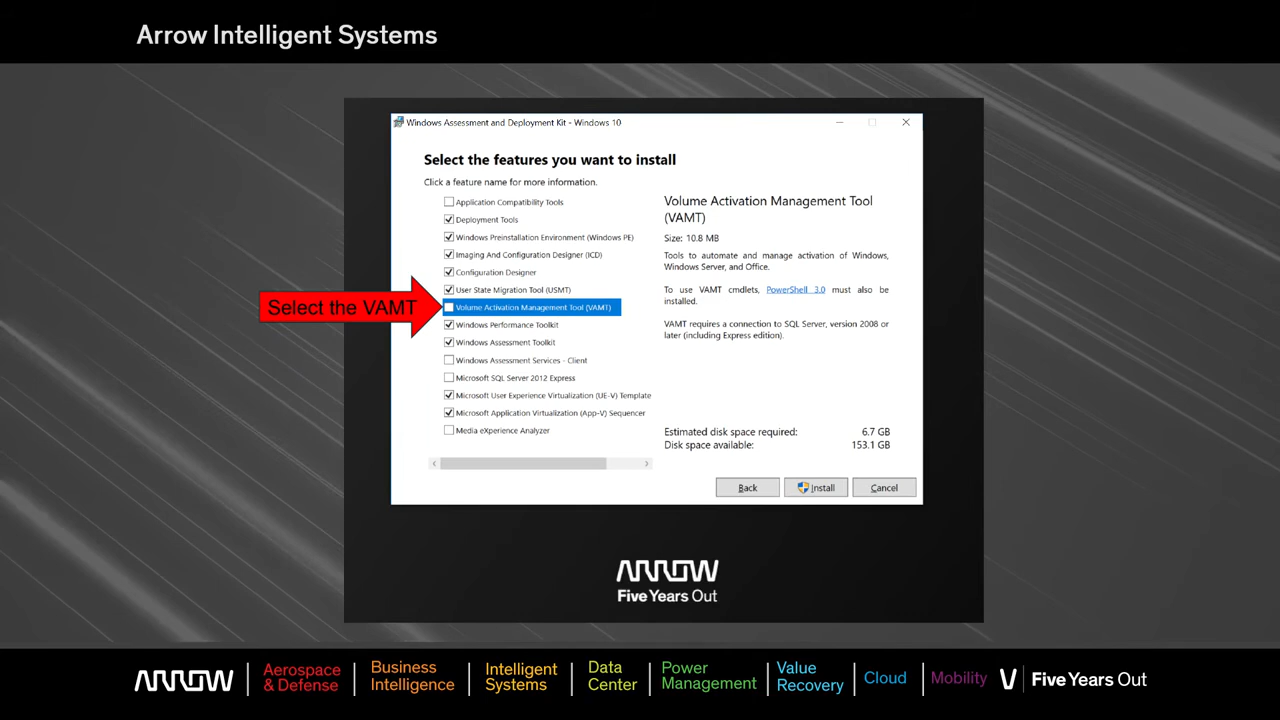 Arrow Intelligent Systems
Windows Assessment and Deployment Kit - Windows 10
Select the features you want to install
Click a feature name for more information.
Application Compatibility Tools
Deployment Tools
Windows Preinstallation Environment (Windows PE)
Imaging And Configuration Designer (ICD)
Configuration Designer
User State Migration Tool (USMT)
Select the VAMT
Volume Activation Management Tool (VAMT)
Windows Performance Toolkit
Windows Assessment Toolkit
Windows Assessment Services - Client
Microsoft SQL Server 2012 Express
Microsoft User Experience Virtualization (UE-V) Template
Microsoft Application Virtualization (App-V) Sequencer
Media eXperience Analyzer
Volume Activation Management Tool
(VAMT)
Size: 10.8 MB
Tools to automate and manage activation of Windows,
Windows Server, and Office.
To use VAMT cmdlets, PowerShell 3.0 must also be
installed.
VAMT requires a connection to SQL Server, version 2008 or
later (including Express edition).
Estimated disk space required: 6.7 GB
Disk space available: 153.1 GB
Back
Install
Cancel
ARROW
Five Years Out
ARROW
Aerospace
& Defense
Business
Intelligence
Intelligent
Systems
Data
Center
Power
Management
Value
Recovery
Cloud
Mobility
Five Years Out